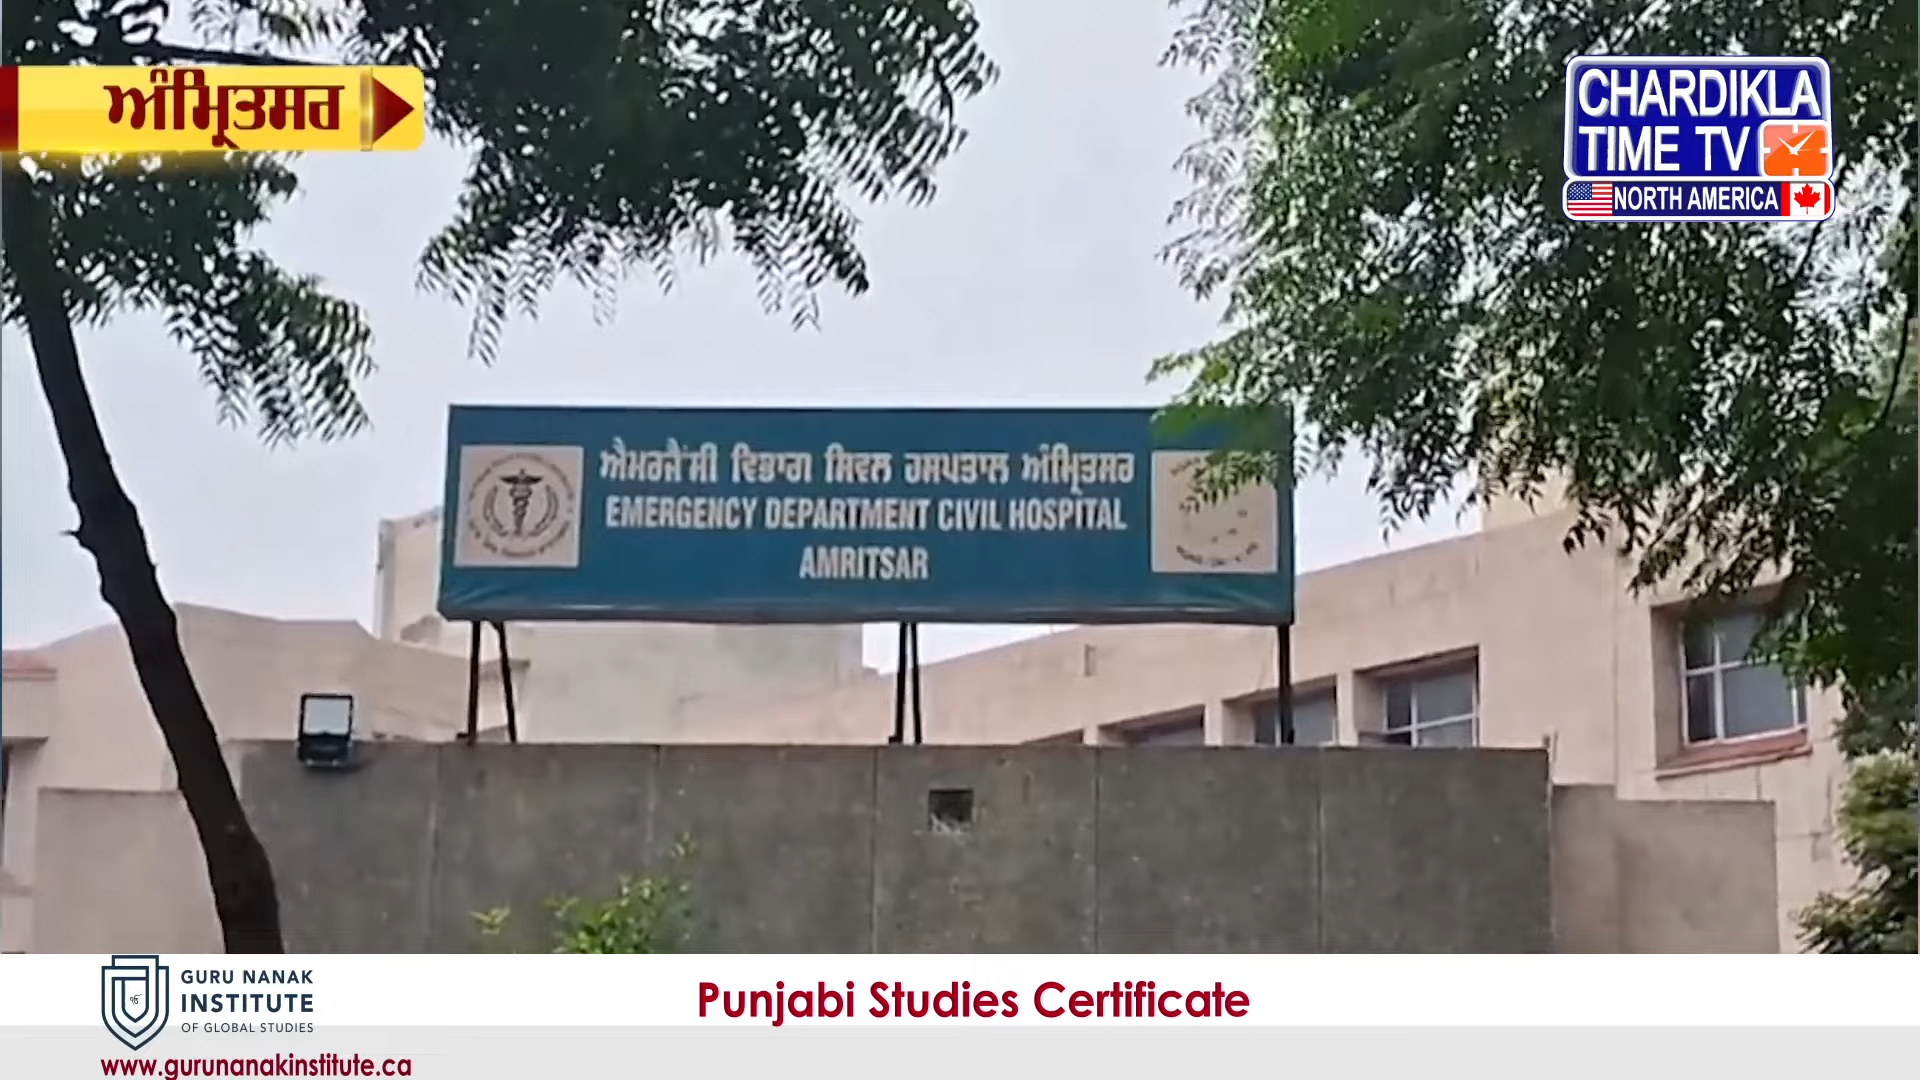 ਅੰਮ੍ਰਿਤਸਰ
CHARDIKLA
TIME TV
NORTH AMERICA
ਐਮਰਜੈਂਸੀ ਵਿਭਾਗ ਸਿਵਲ ਹਸਪਤਾਲ ਅੰਮ੍ਰਿਤਸਰ
EMERGENCY DEPARTMENT CIVIL HOSPITAL
AMRITSAR
GURU NANAK
INSTITUTE
OF GLOBAL STUDIES
Punjabi Studies Certificate
www.gurunanakinstitute.ca